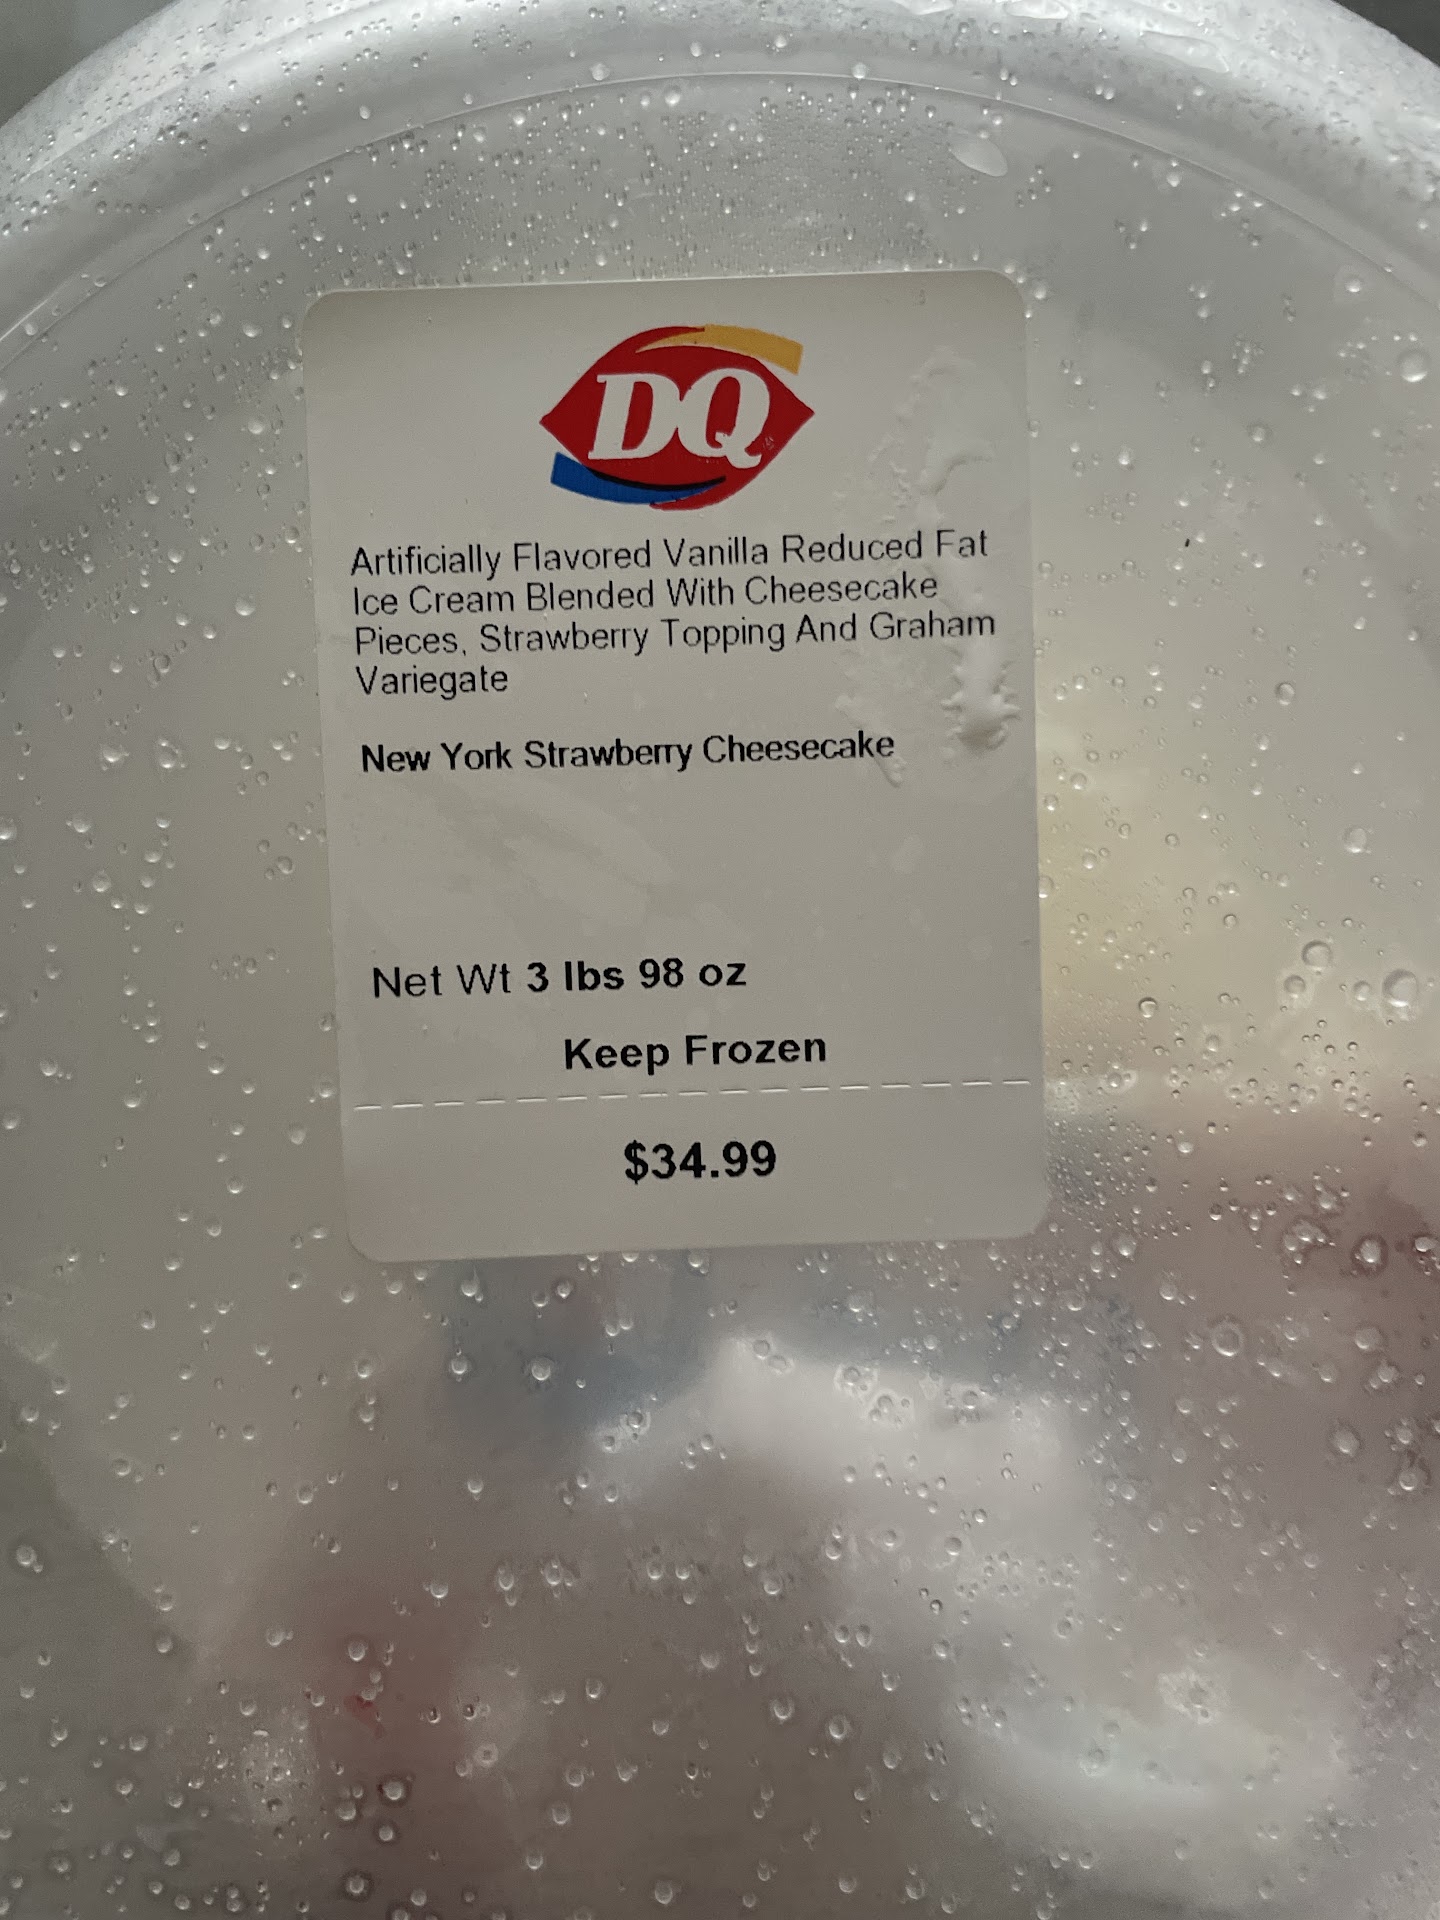 DQ
Artificially Flavored Vanilla Reduced Fat
Ice Cream Blended With Cheesecake
Pieces, Strawberry Topping And Graham
Variegate
New York Strawberry Cheesecake
Net Wt 3 lbs 98 oz
Keep Frozen
$34.99